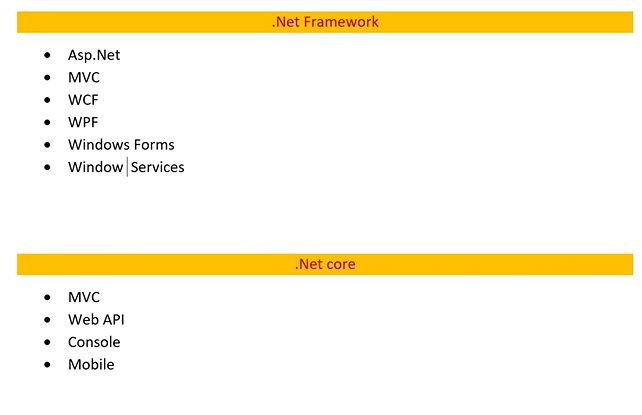 .Net Framework
• Asp.Net
• MVC
• WCF
• WPF
• Windows Forms
• Window Services
.Net core
• MVC
• Web API
• Console
• Mobile